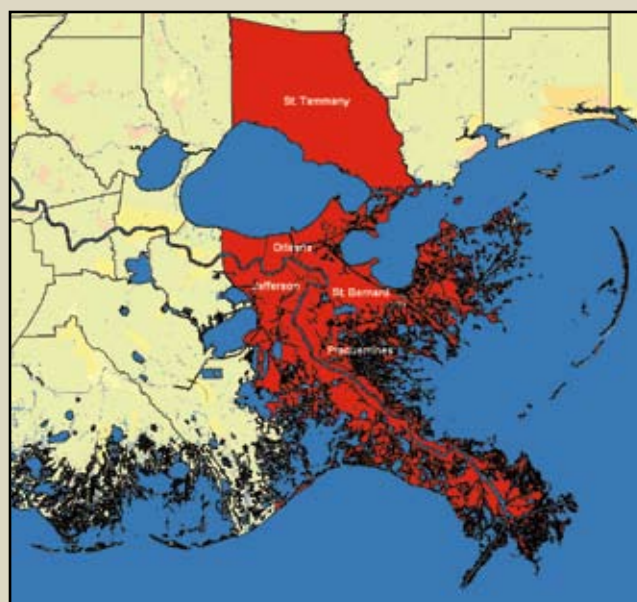 St. Tammany
Orleans
Jefferson
St. Bernard
Plaquemines